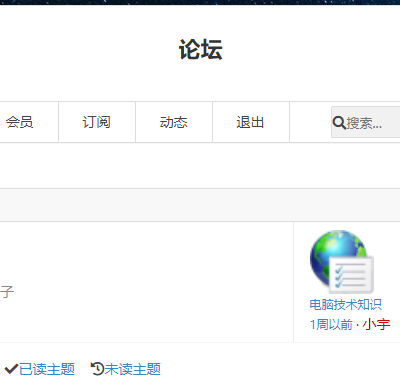 论坛
会员 订阅 动态 退出 搜索...
子
电脑技术知识
1周以前 · 小宇
已读主题 未读主题